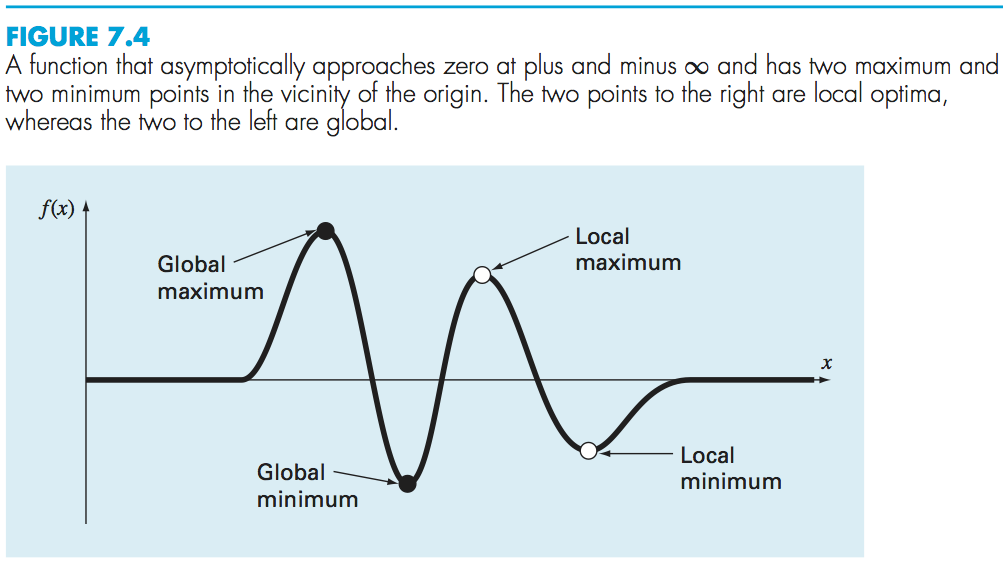 FIGURE 7.4
A function that asymptotically approaches zero at plus and minus ∞ and has two maximum and
two minimum points in the vicinity of the origin. The two points to the right are local optima,
whereas the two to the left are global.
f(x)
Global
maximum
Local
maximum
x
Global
minimum
Local
minimum